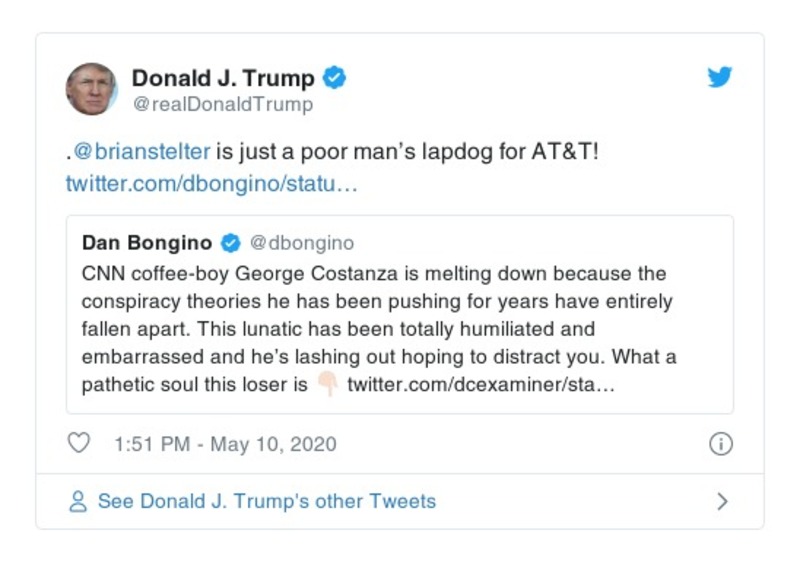 Donald J. Trump
@realDonaldTrump
.@brianstelter is just a poor man’s lapdog for AT&T!
twitter.com/dbongino/statu…
Dan Bongino @dbongino
CNN coffee-boy George Costanza is melting down because the
conspiracy theories he has been pushing for years have entirely
fallen apart. This lunatic has been totally humiliated and
embarrassed and he’s lashing out hoping to distract you. What a
pathetic soul this loser is 👇🏻 twitter.com/dcexaminer/sta…
1:51 PM - May 10, 2020
See Donald J. Trump's other Tweets